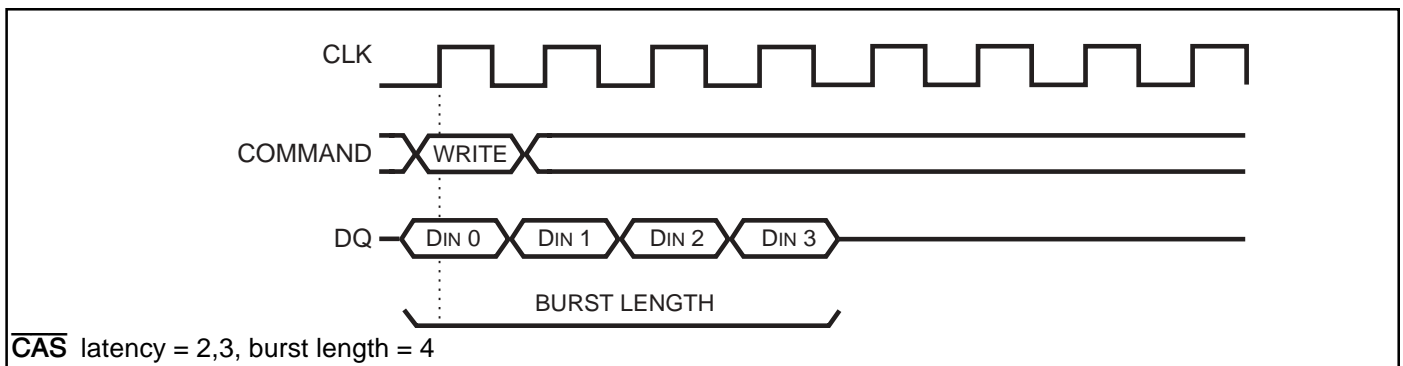 CLK
COMMAND WRITE
DQ DIN 0 DIN 1 DIN 2 DIN 3
BURST LENGTH
CAS latency = 2,3, burst length = 4